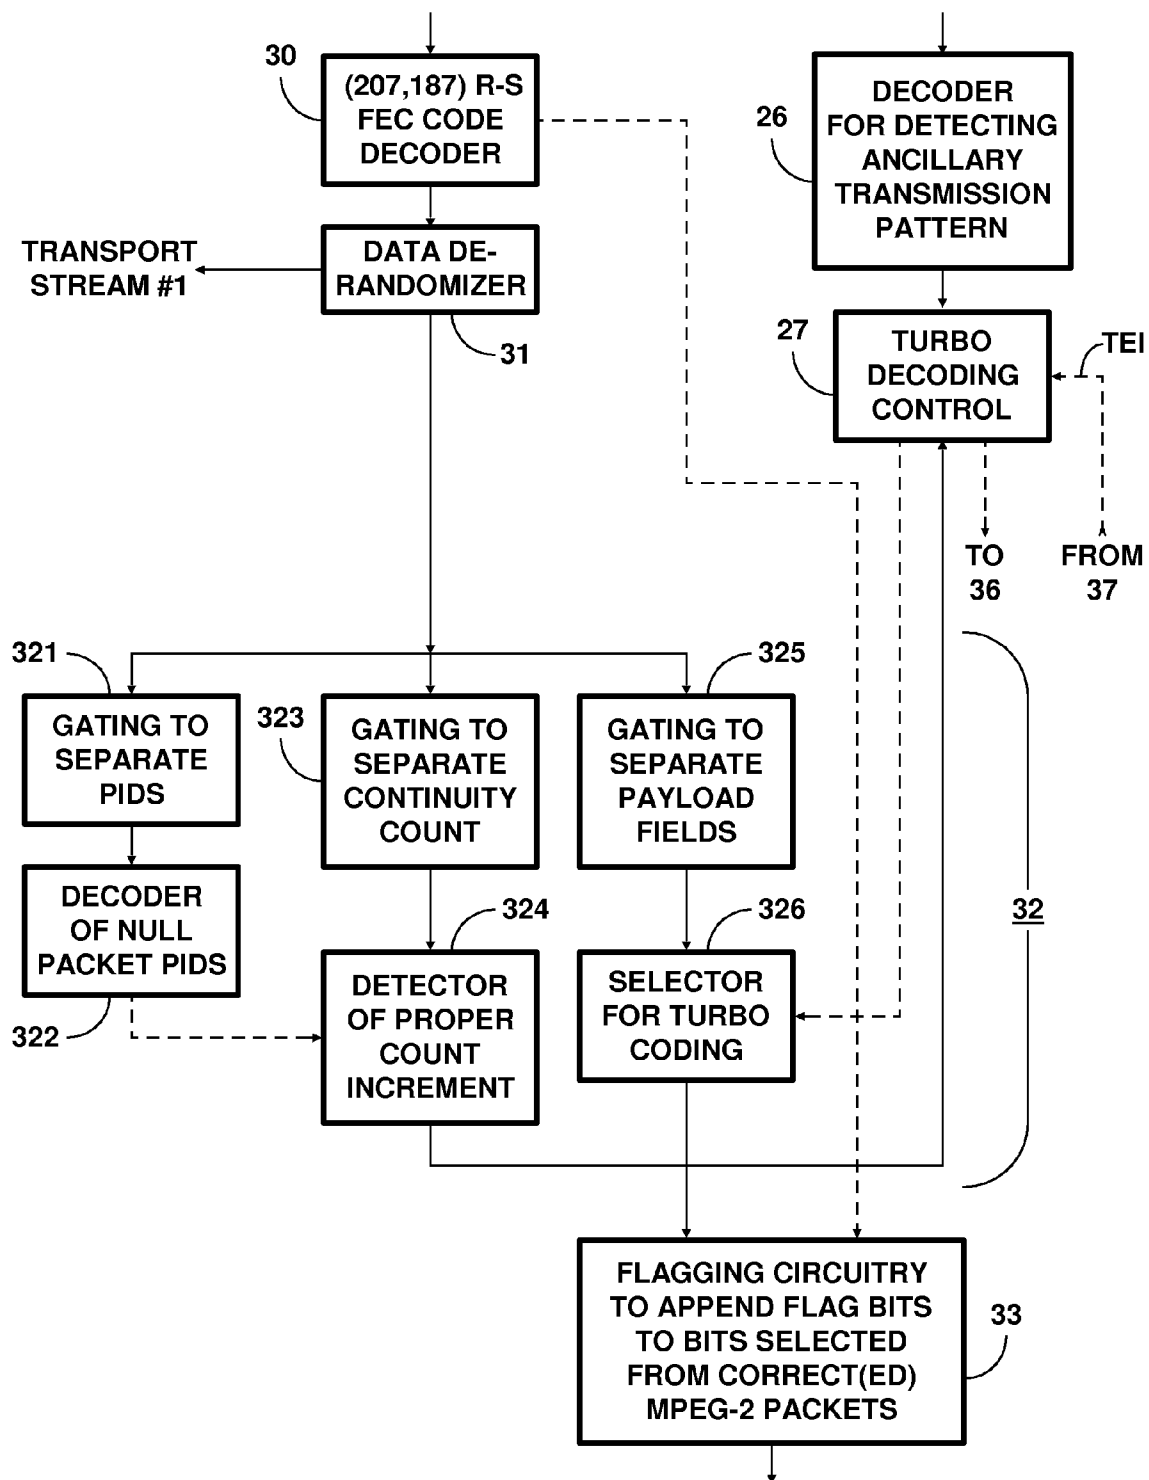 30
(207,187) R-S
FEC CODE
DECODER
26
DECODER
FOR DETECTING
ANCILLARY
TRANSMISSION
PATTERN
TRANSPORT
STREAM #1
DATA DE-
RANDOMIZER
31
27
TURBO
DECODING
CONTROL
TEI
TO
36
FROM
37
321
GATING TO
SEPARATE
PIDS
323
GATING TO
SEPARATE
CONTINUITY
COUNT
325
GATING TO
SEPARATE
PAYLOAD
FIELDS
DECODER
OF NULL
PACKET PIDS
322
324
DETECTOR
OF PROPER
COUNT
INCREMENT
326
SELECTOR
FOR TURBO
CODING
32
FLAGGING CIRCUITRY
TO APPEND FLAG BITS
TO BITS SELECTED
FROM CORRECT(ED)
MPEG-2 PACKETS
33